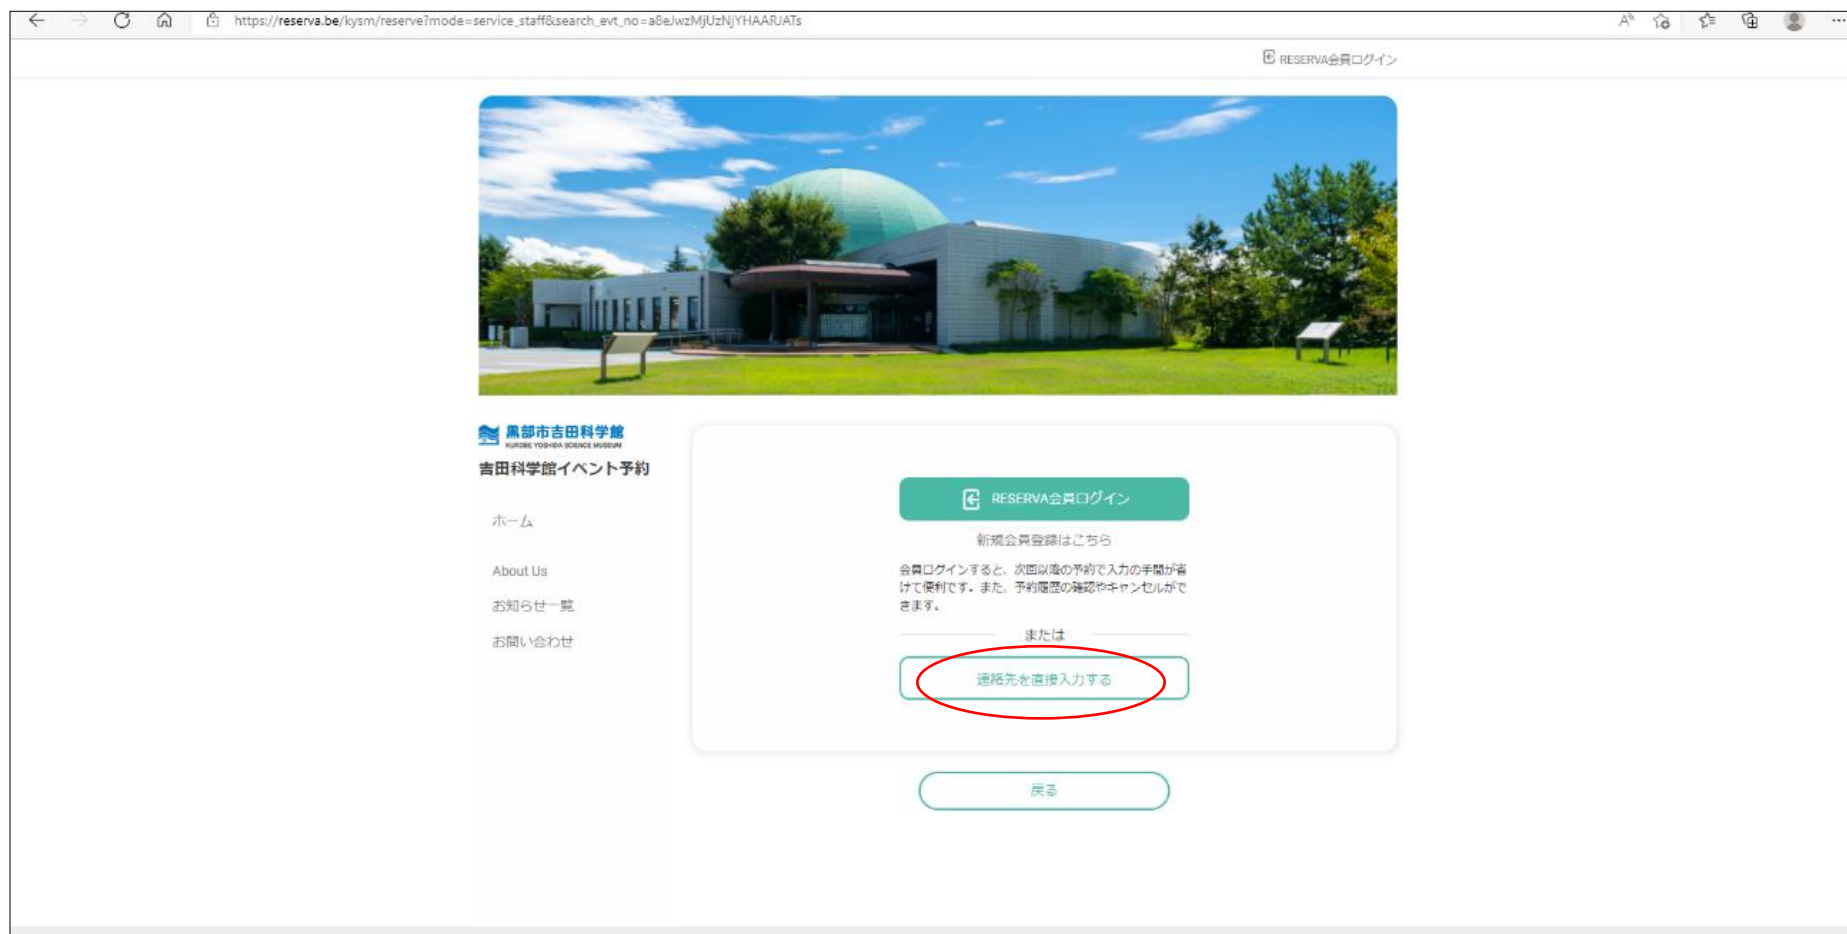 https://reserva.be/kysm/reserve?mode=service_staff&search_evt_no=a8eJwzMjUzNjYHAARJATs
RESERVA会員ログイン
黒部市吉田科学館
KUROBE YOSHIDA SCIENCE MUSEUM
吉田科学館イベント予約
ホーム
About Us
お知らせ一覧
お問い合わせ
RESERVA会員ログイン
新規会員登録はこちら
会員ログインすると、次回以降の予約で入力の手間が省
けて便利です。また、予約履歴の確認やキャンセルがで
きます。
または
連絡先を直接入力する
戻る